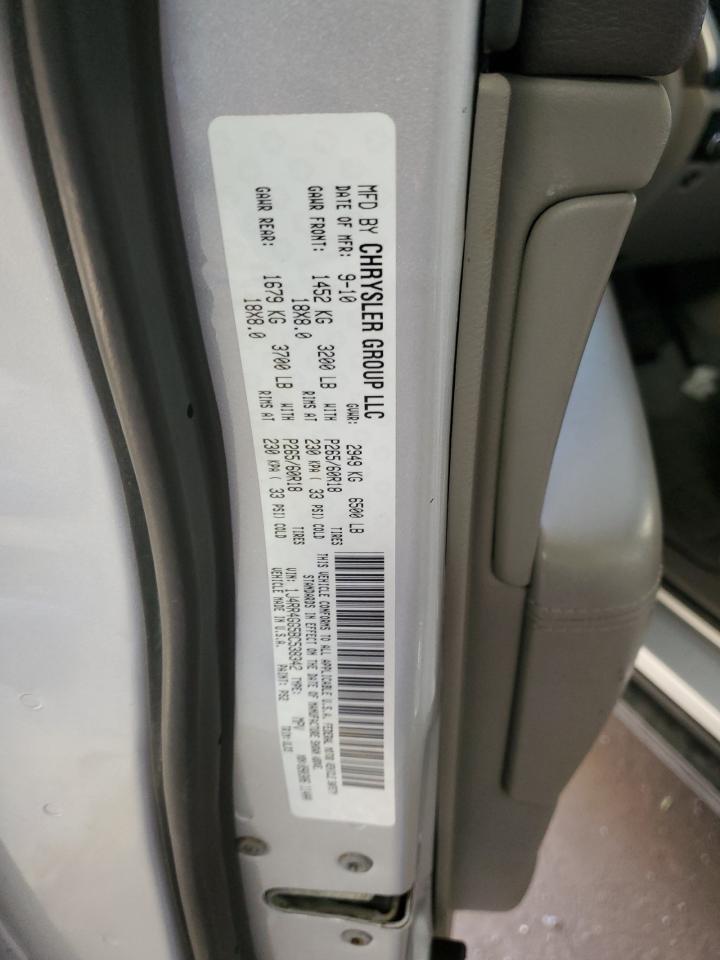 MFD BY CHRYSLER GROUP LLC
DATE OF MFR: 9-10 GVWR: 2949 KG 6500 LB
GAWR FRONT: 1452 KG 3200 LB WITH P265/60R18 TIRES
18X8.0 RIMS AT 230 KPA ( 33 PSI) COLD
GAWR REAR: 1679 KG 3700 LB WITH P265/60R18 TIRES
18X8.0 RIMS AT 230 KPA ( 33 PSI) COLD
THIS VEHICLE CONFORMS TO ALL APPLICABLE U.S.A. FEDERAL MOTOR VEHICLE SAFETY
STANDARDS IN EFFECT ON THE DATE OF MANUFACTURE SHOWN ABOVE.
VIN: 1J4RR4GG5BC538342 TYPE: MPV
VEHICLE MADE IN U.S.A. PAINT: PS2